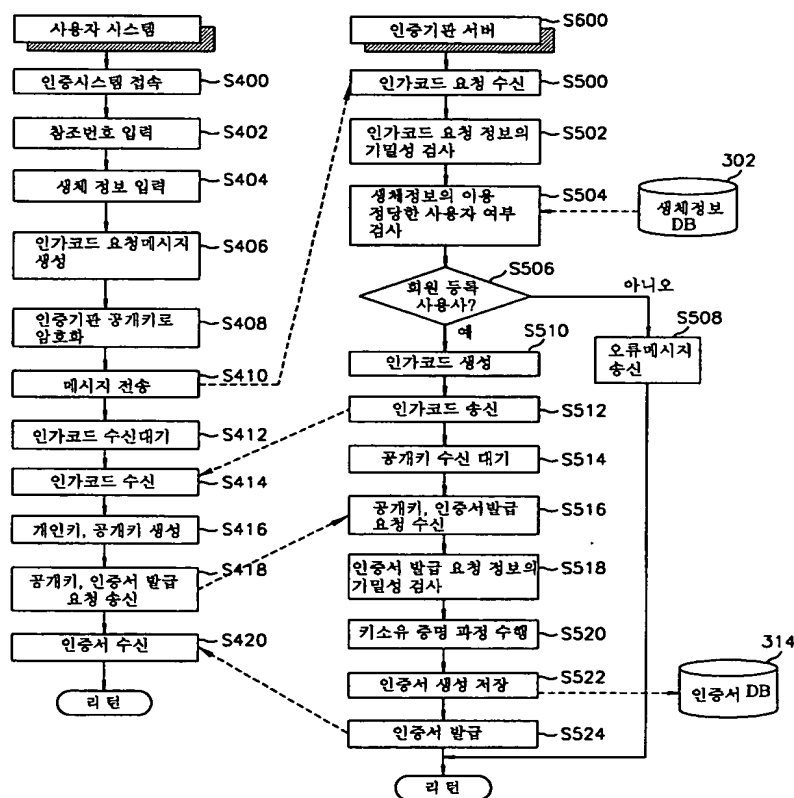 사용자 시스템
인증시스템 접속
S400
참조번호 입력
S402
생체 정보 입력
S404
인가코드 요청메시지
생성
S406
인증기관 공개키로
암호화
S408
메시지 전송
S410
인가코드 수신대기
S412
인가코드 수신
S414
개인키, 공개키 생성
S416
공개키, 인증서 발급
요청 송신
S418
인증서 수신
S420
리턴
인증기관 서버
S600
인가코드 요청 수신
S500
인가코드 요청 정보의
기밀성 검사
S502
생체정보의 이용
정당한 사용자 여부
검사
S504
302
생체정보
DB
회원 등록
사용사?
S506
아니오
예
오류메시지
송신
S508
인가코드 생성
S510
인가코드 송신
S512
공개키 수신 대기
S514
공개키, 인증서발급
요청 수신
S516
인증서 발급 요청 정보의
기밀성 검사
S518
키소유 증명 과정 수행
S520
인증서 생성 저장
S522
314
인증서 DB
인증서 발급
S524
리턴